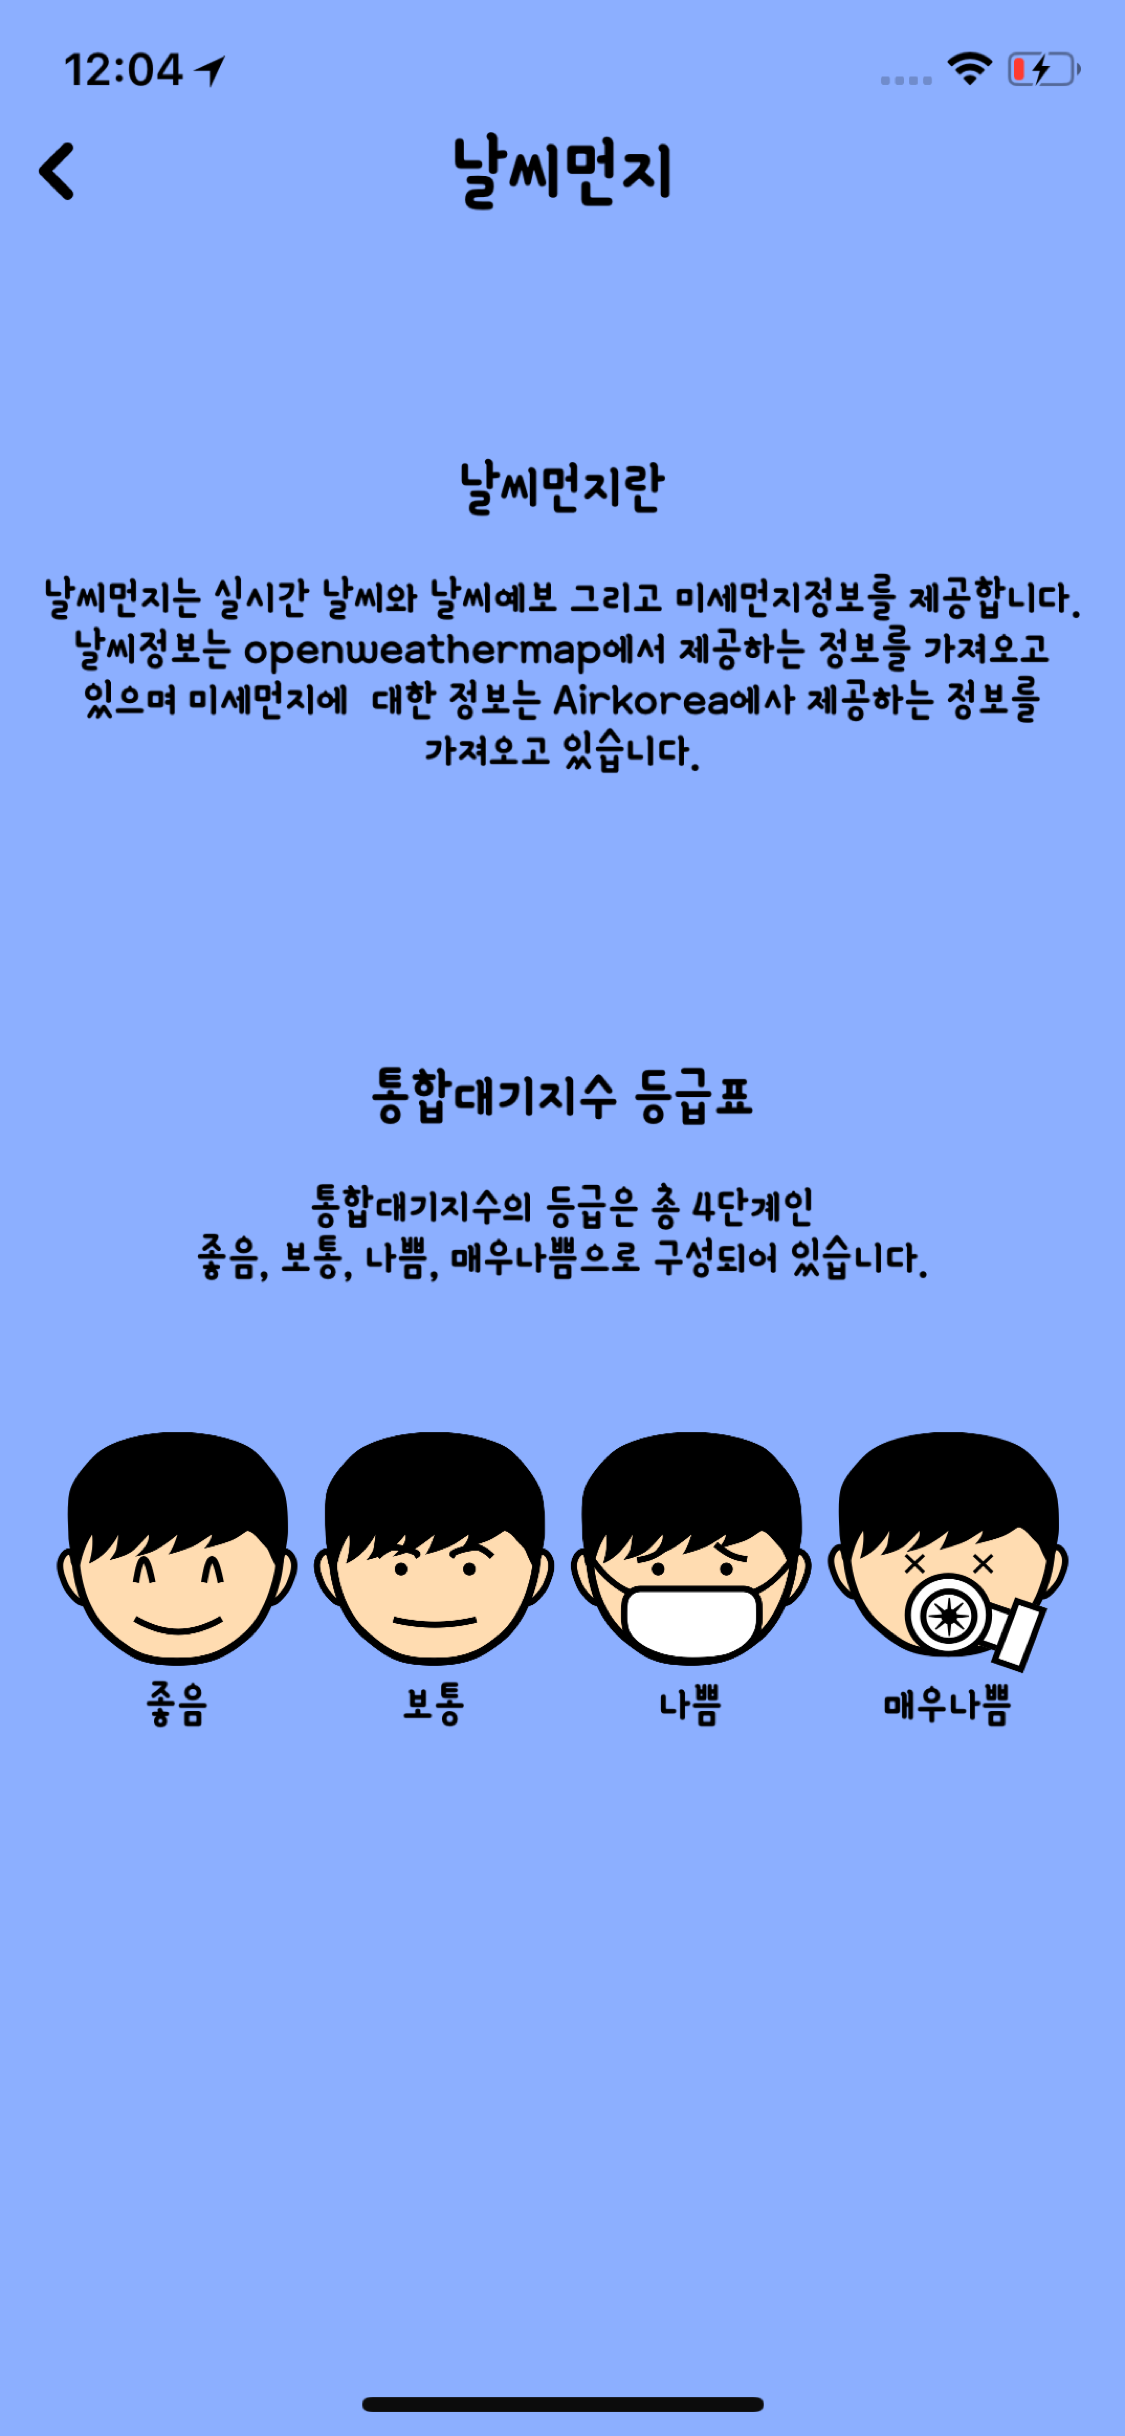 12:04
날씨먼지
날씨먼지란
날씨먼지는 실시간 날씨와 날씨예보 그리고 미세먼지정보를 제공합니다.
날씨정보는 openweathermap에서 제공하는 정보를 가져오고
있으며 미세먼지에 대한 정보는 Airkorea에사 제공하는 정보를
가져오고 있습니다.
통합대기지수 등급표
통합대기지수의 등급은 총 4단계인
좋음, 보통, 나쁨, 매우나쁨으로 구성되어 있습니다.
좋음 보통 나쁨 매우나쁨